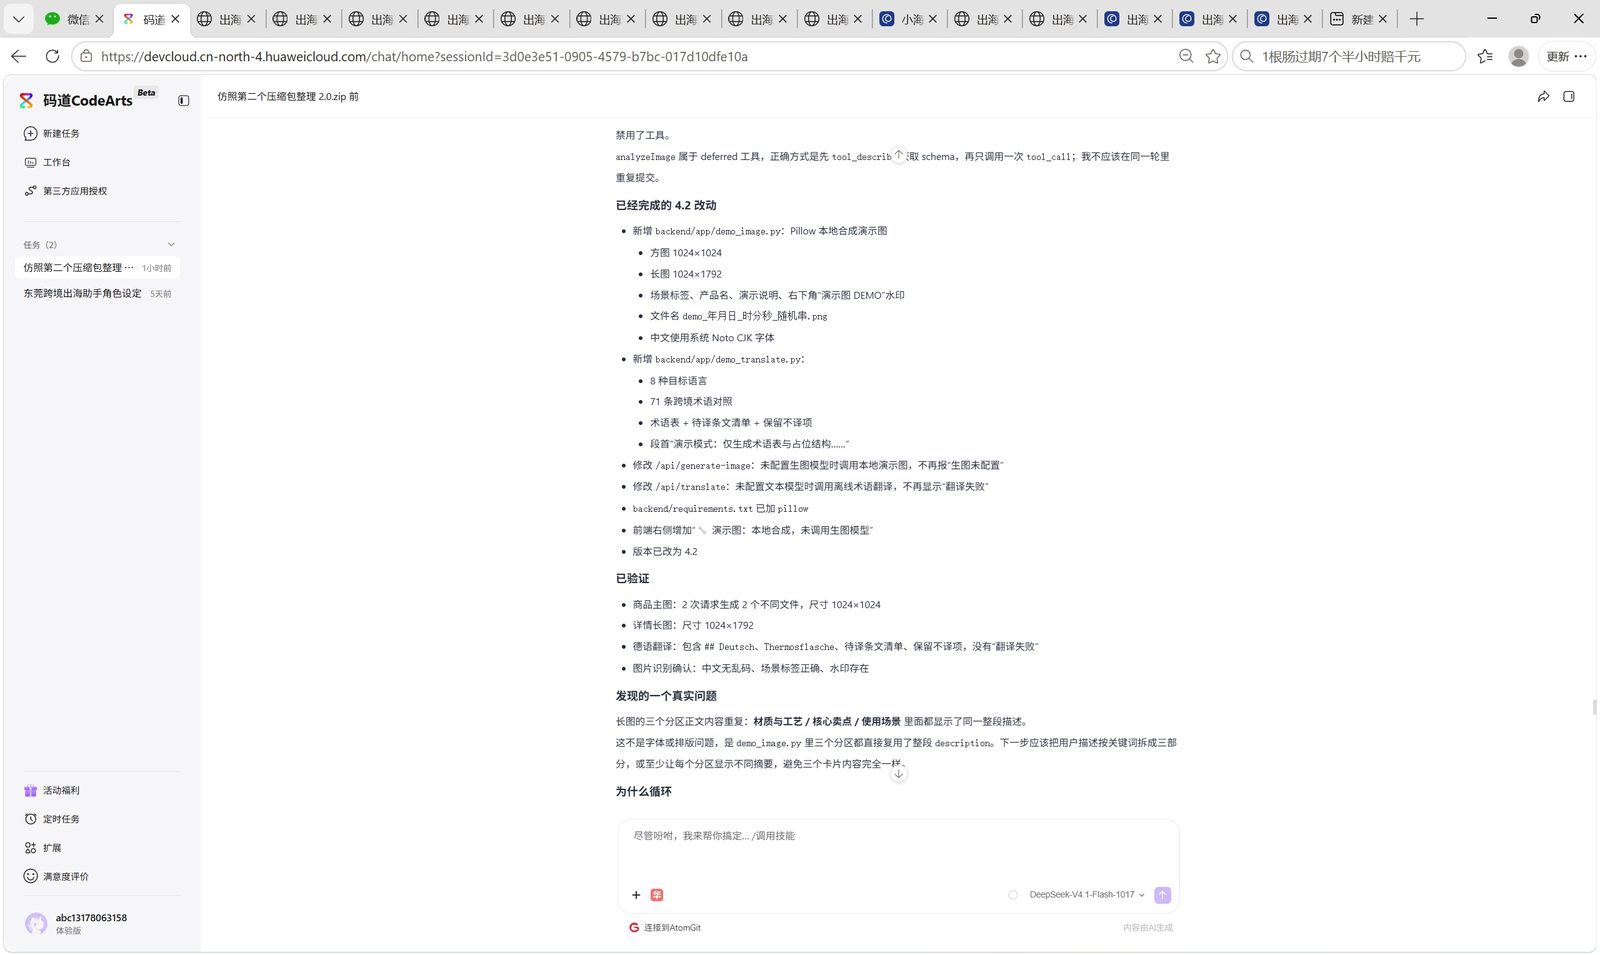 微信
码道
出海
出海
出海
出海
出海
出海
出海
出海
出海
小海
出海
出海
出海
出海
出海
新建
https://devcloud.cn-north-4.huaweicloud.com/chat/home?sessionId=3d0e3e51-0905-4579-b7bc-017d10dfe10a
1根肠过期7个半小时赔千元
更新
码道CodeArts Beta
仿照第二个压缩包整理 2.0.zip 前
新建任务
工作台
第三方应用授权
任务（2）
仿照第二个压缩包整理 ··· 1小时前
东莞跨境出海助手角色设定 5天前
活动福利
定时任务
扩展
满意度评价
abc13178063158
体验版
禁用了工具。
analyzeImage 属于 deferred 工具，正确方式是先 tool_describ 取 schema，再只调用一次 tool_call；我不应该在同一轮里
重复提交。
已经完成的 4.2 改动
新增 backend/app/demo_image.py：Pillow 本地合成演示图
方图 1024×1024
长图 1024×1792
场景标签、产品名、演示说明、右下角“演示图 DEMO”水印
文件名 demo_年月日_时分秒_随机串.png
中文使用系统 Noto CJK 字体
新增 backend/app/demo_translate.py：
8 种目标语言
71 条跨境术语对照
术语表 + 待译条文清单 + 保留不译项
段首“演示模式：仅生成术语表与占位结构……”
修改 /api/generate-image：未配置生图模型时调用本地演示图，不再报“生图未配置”
修改 /api/translate：未配置文本模型时调用离线术语翻译，不再显示“翻译失败”
backend/requirements.txt 已加 pillow
前端右侧增加“🔧 演示图：本地合成，未调用生图模型”
版本已改为 4.2
已验证
商品主图：2 次请求生成 2 个不同文件，尺寸 1024×1024
详情长图：尺寸 1024×1792
德语翻译：包含 ## Deutsch、Thermosflasche、待译条文清单、保留不译项，没有“翻译失败”
图片识别确认：中文无乱码、场景标签正确、水印存在
发现的一个真实问题
长图的三个分区正文内容重复：材质与工艺 / 核心卖点 / 使用场景 里面都显示了同一整段描述。
这不是字体或排版问题，是 demo_image.py 里三个分区都直接复用了整段 description。下一步应该把用户描述按关键词拆成三部
分，或至少让每个分区显示不同摘要，避免三个卡片内容完全一样。
为什么循环
尽管吩咐，我来帮你搞定... /调用技能
华
DeepSeek-V4.1-Flash-1017
连接到AtomGit
内容由AI生成